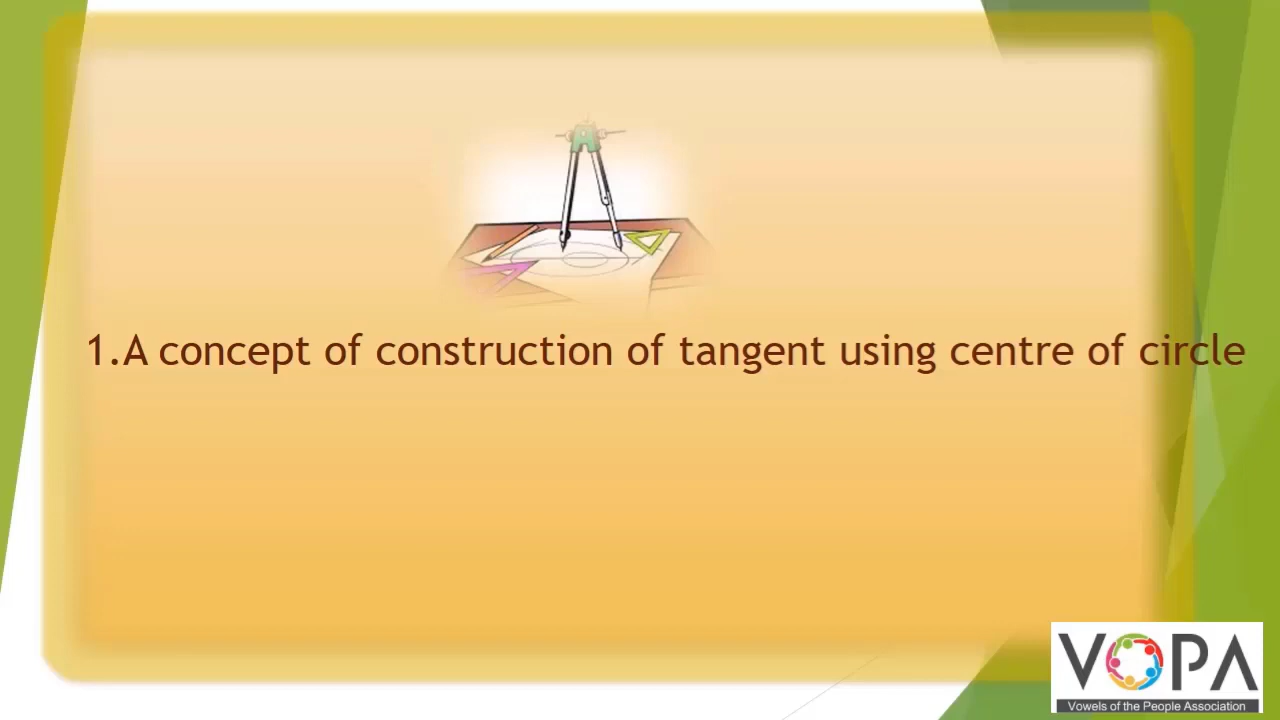 1.A concept of construction of tangent using centre of circle
VOPA
Vowels of the People Association